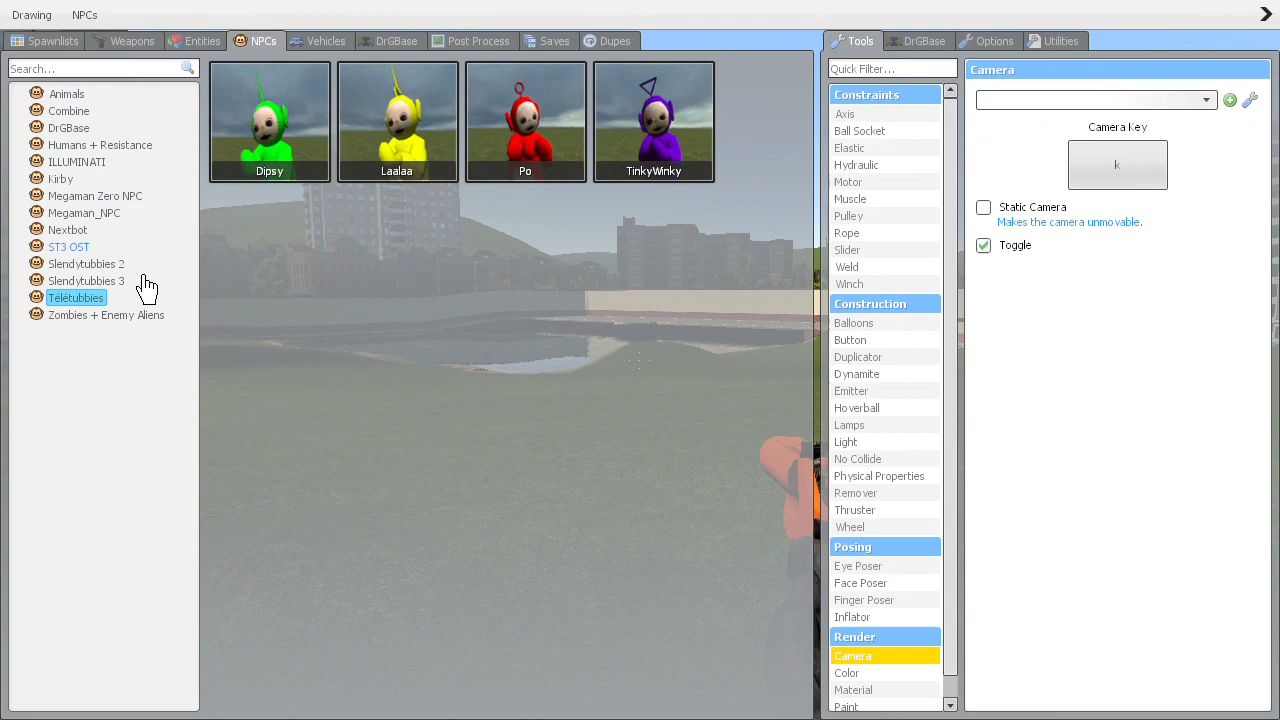 Drawing NPCs
Spawnlists Weapons Entities NPCs Vehicles DrGBase Post Process Saves Dupes
Search...
Animals
Combine
DrGBase
Humans + Resistance
ILLUMINATI
Kirby
Megaman Zero NPC
Megaman_NPC
Nextbot
ST3 OST
Slendytubbies 2
Slendytubbies 3
Télétubbies
Zombies + Enemy Aliens
Dipsy Laalaa Po TinkyWinky
Tools DrGBase Options Utilities
Quick Filter...
Constraints
Axis
Ball Socket
Elastic
Hydraulic
Motor
Muscle
Pulley
Rope
Slider
Weld
Winch
Construction
Balloons
Button
Duplicator
Dynamite
Emitter
Hoverball
Lamps
Light
No Collide
Physical Properties
Remover
Thruster
Wheel
Posing
Eye Poser
Face Poser
Finger Poser
Inflator
Render
Camera
Color
Material
Paint
Camera
Camera Key
k
Static Camera
Makes the camera unmovable.
Toggle